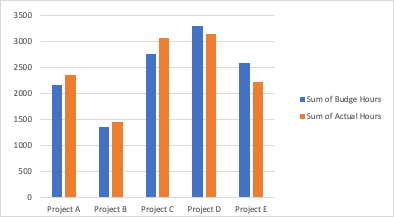 3500
3000
2500
2000
1500
1000
500
0
Project A Project B Project C Project D Project E
Sum of Budge Hours
Sum of Actual Hours